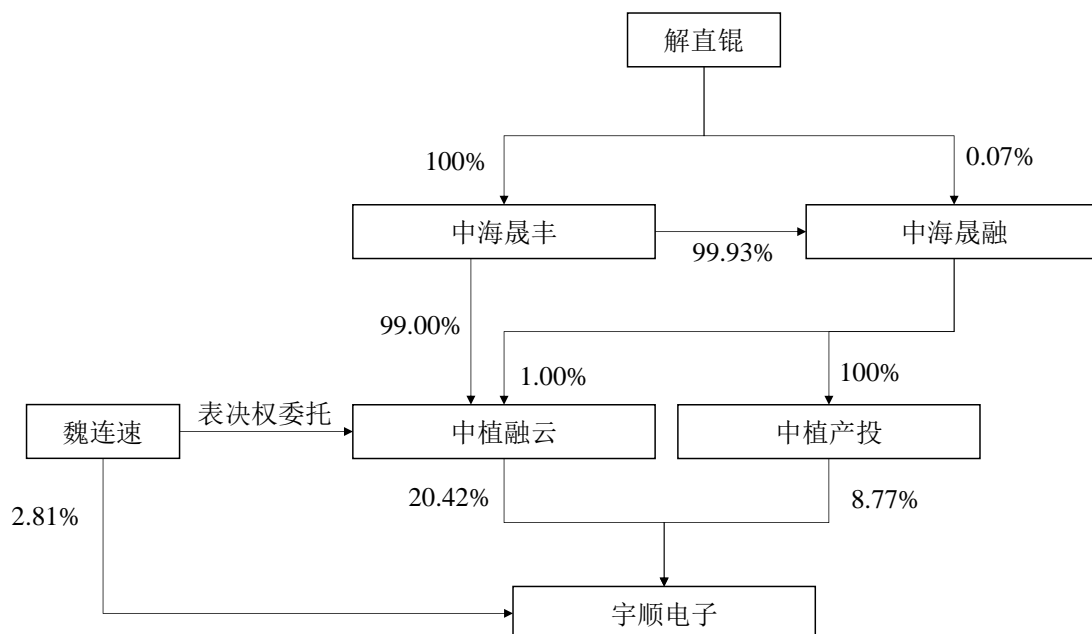 解直锟
100%
0.07%
中海晟丰
中海晟融
99.93%
99.00%
1.00%
100%
表决权委托
魏连速
中植融云
中植产投
2.81%
20.42%
8.77%
宇顺电子